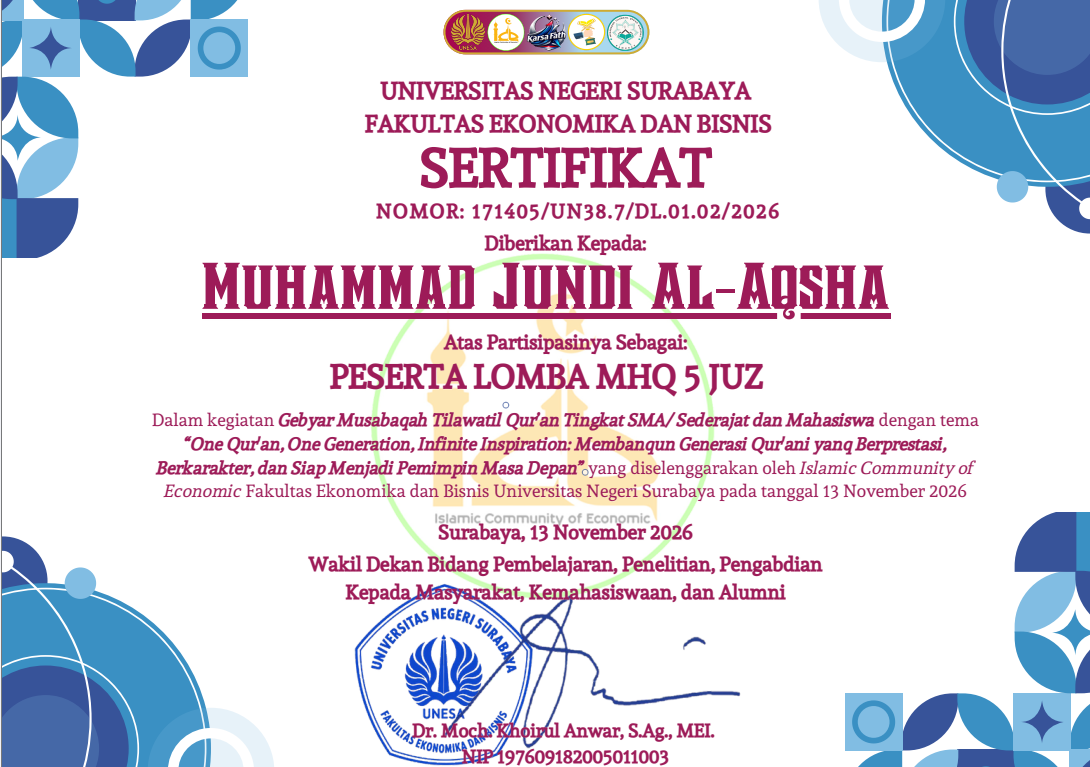 UNESA
Karsa Fath
UNIVERSITAS NEGERI SURABAYA
FAKULTAS EKONOMIKA DAN BISNIS
SERTIFIKAT
NOMOR: 171405/UN38.7/DL.01.02/2026
Diberikan Kepada:
MUHAMMAD JUNDI AL-AQSHA
Atas Partisipasinya Sebagai:
PESERTA LOMBA MHQ 5 JUZ
Dalam kegiatan Gebyar Musabaqah Tilawatil Qur'an Tingkat SMA/ Sederajat dan Mahasiswa dengan tema
“One Qur'an, One Generation, Infinite Inspiration: Membangun Generasi Qur'ani yang Berprestasi,
Berkarakter, dan Siap Menjadi Pemimpin Masa Depan” yang diselenggarakan oleh Islamic Community of
Economic Fakultas Ekonomika dan Bisnis Universitas Negeri Surabaya pada tanggal 13 November 2026
Islamic Community of Economic
Surabaya, 13 November 2026
Wakil Dekan Bidang Pembelajaran, Penelitian, Pengabdian
Kepada Masyarakat, Kemahasiswaan, dan Alumni
UNIVERSITAS NEGERI SURABAYA
UNESA
FAKULTAS EKONOMIKA DAN BISNIS
Dr. Moch. Khoirul Anwar, S.Ag., MEI.
NIP 197609182005011003